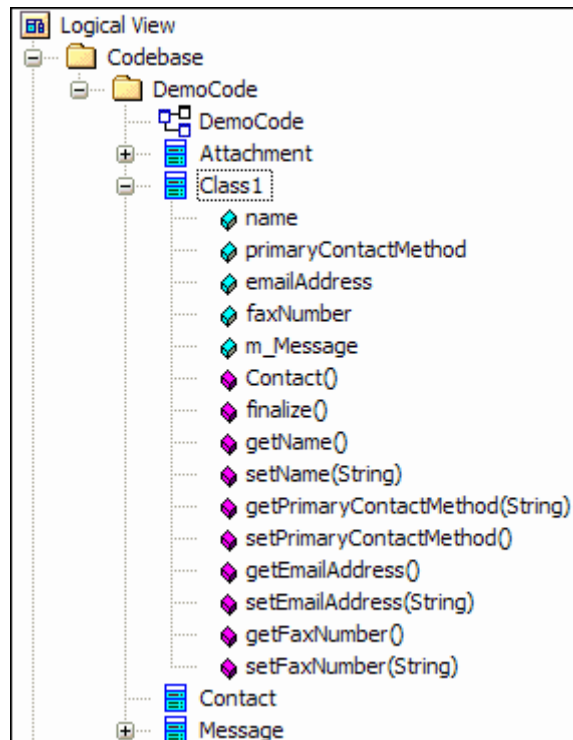 Logical View
Codebase
DemoCode
DemoCode
Attachment
Class1
name
primaryContactMethod
emailAddress
faxNumber
m_Message
Contact()
finalize()
getName()
setName(String)
getPrimaryContactMethod(String)
setPrimaryContactMethod()
getEmailAddress()
setEmailAddress(String)
getFaxNumber()
setFaxNumber(String)
Contact
Message